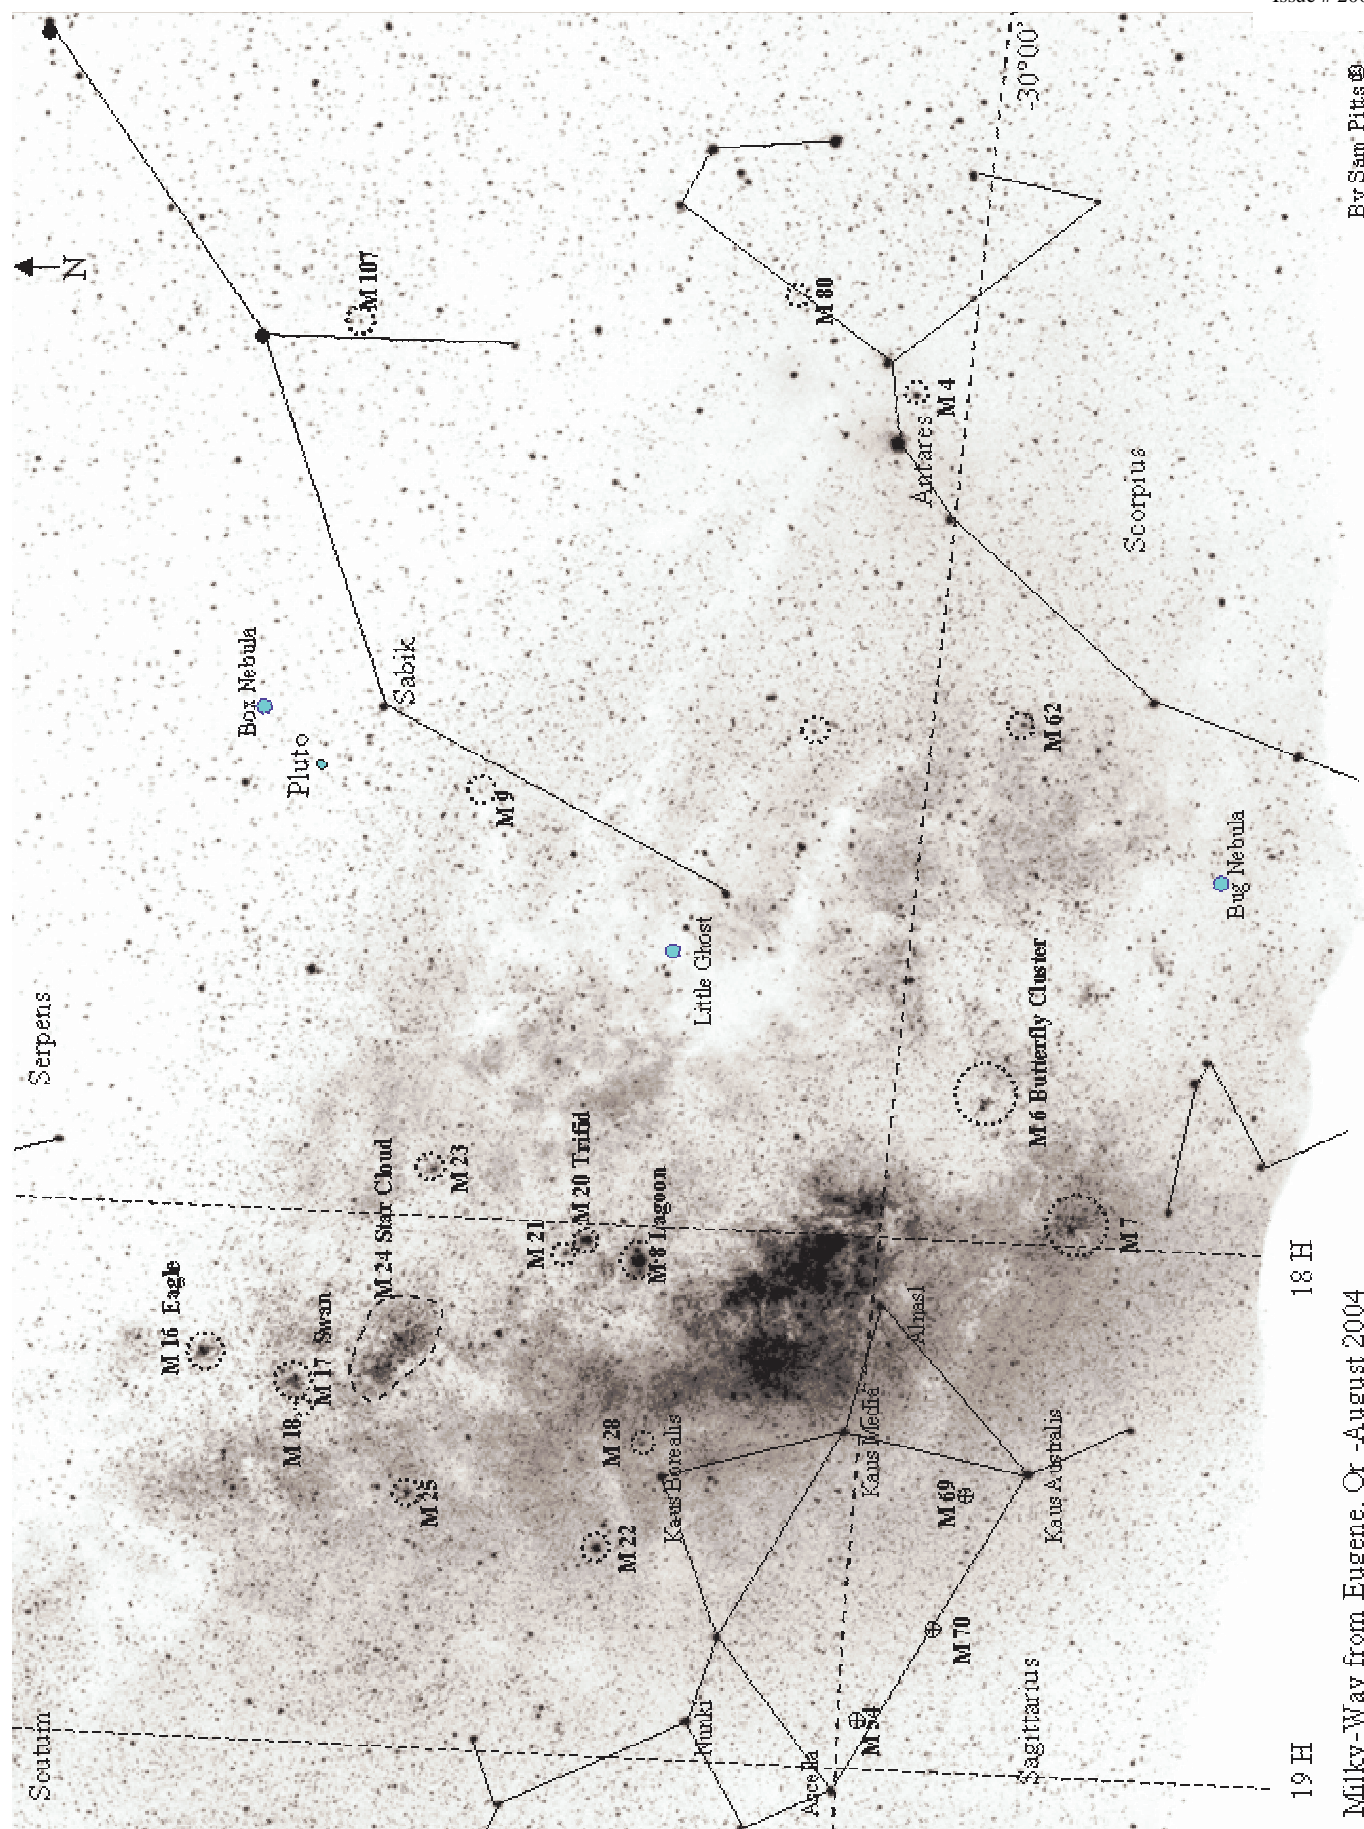 Serpens
Scutum
N
M 107
Box Nebula
Pluto
Sabik
M 9
M 80
M 4
Antares
Scorpius
-30°00'
M 62
Bug Nebula
Little Ghost
M 6 Butterfly Cluster
M 7
M 23
M 24 Star Cloud
M 21
M 20 Trifid
M 8 Lagoon
M 16 Eagle
M 17 Swan
M 18
M 25
M 28
M 22
Kaus Borealis
Kaus Media
Alnasl
Kaus Australis
M 69
M 70
M 54
Nunki
Ascella
Sagittarius
19 H
18 H
Milky-Way from Eugene, Or -August 2004
By Sam Pitts